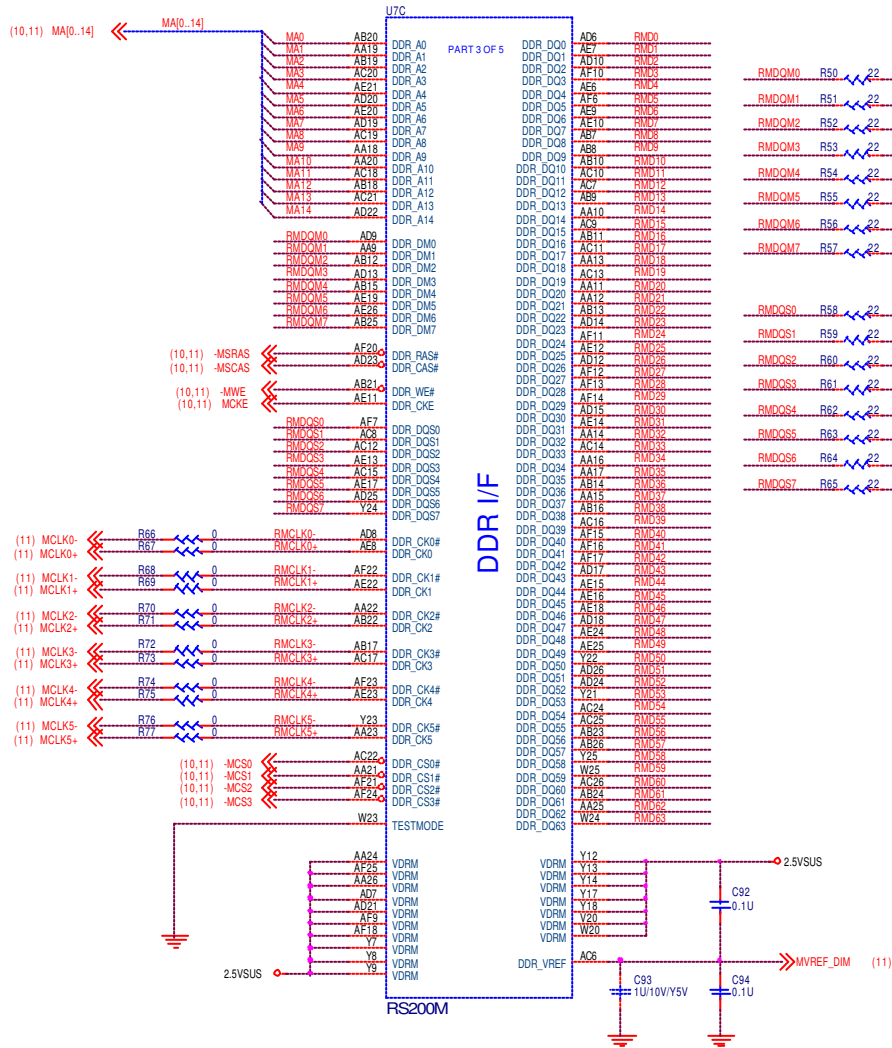 U7C
(10,11) MA[0..14] MA[0..14]
PART 3 OF 5
MA0 AB20 DDR_A0
MA1 AA19 DDR_A1
MA2 AB19 DDR_A2
MA3 AC20 DDR_A3
MA4 AE21 DDR_A4
MA5 AD20 DDR_A5
MA6 AE20 DDR_A6
MA7 AD19 DDR_A7
MA8 AC19 DDR_A8
MA9 AA18 DDR_A9
MA10 AA20 DDR_A10
MA11 AC18 DDR_A11
MA12 AB18 DDR_A12
MA13 AC21 DDR_A13
MA14 AD22 DDR_A14
RMDQM0 AD9 DDR_DM0
RMDQM1 AA9 DDR_DM1
RMDQM2 AB12 DDR_DM2
RMDQM3 AD13 DDR_DM3
RMDQM4 AB15 DDR_DM4
RMDQM5 AE19 DDR_DM5
RMDQM6 AE26 DDR_DM6
RMDQM7 AB25 DDR_DM7
(10,11) -MSRAS AF20 DDR_RAS#
(10,11) -MSCAS AD23 DDR_CAS#
(10,11) -MWE AB21 DDR_WE#
(10,11) MCKE AE11 DDR_CKE
RMDQS0 AF7 DDR_DQS0
RMDQS1 AC8 DDR_DQS1
RMDQS2 AC12 DDR_DQS2
RMDQS3 AE13 DDR_DQS3
RMDQS4 AC15 DDR_DQS4
RMDQS5 AE17 DDR_DQS5
RMDQS6 AD25 DDR_DQS6
RMDQS7 Y24 DDR_DQS7
(11) MCLK0- R66 0 RMCLK0- AD8 DDR_CK0#
(11) MCLK0+ R67 0 RMCLK0+ AE8 DDR_CK0
(11) MCLK1- R68 0 RMCLK1- AF22 DDR_CK1#
(11) MCLK1+ R69 0 RMCLK1+ AE22 DDR_CK1
(11) MCLK2- R70 0 RMCLK2- AA22 DDR_CK2#
(11) MCLK2+ R71 0 RMCLK2+ AB22 DDR_CK2
(11) MCLK3- R72 0 RMCLK3- AB17 DDR_CK3#
(11) MCLK3+ R73 0 RMCLK3+ AC17 DDR_CK3
(11) MCLK4- R74 0 RMCLK4- AF23 DDR_CK4#
(11) MCLK4+ R75 0 RMCLK4+ AE23 DDR_CK4
(11) MCLK5- R76 0 RMCLK5- Y23 DDR_CK5#
(11) MCLK5+ R77 0 RMCLK5+ AA23 DDR_CK5
(10,11) -MCS0 AC22 DDR_CS0#
(10,11) -MCS1 AA21 DDR_CS1#
(10,11) -MCS2 AF21 DDR_CS2#
(10,11) -MCS3 AF24 DDR_CS3#
W23 TESTMODE
AA24 VDRM
AF25 VDRM
AA26 VDRM
AD7 VDRM
AD21 VDRM
AF9 VDRM
AF18 VDRM
Y7 VDRM
Y8 VDRM
2.5VSUS Y9 VDRM
DDR I/F
DDR_DQ0 AD6 RMD0
DDR_DQ1 AE7 RMD1
DDR_DQ2 AD10 RMD2
DDR_DQ3 AF10 RMD3
DDR_DQ4 AE6 RMD4
DDR_DQ5 AF6 RMD5
DDR_DQ6 AE9 RMD6
DDR_DQ7 AE10 RMD7
DDR_DQ8 AB7 RMD8
DDR_DQ9 AB8 RMD9
DDR_DQ10 AB10 RMD10
DDR_DQ11 AC10 RMD11
DDR_DQ12 AC7 RMD12
DDR_DQ13 AB9 RMD13
DDR_DQ14 AA10 RMD14
DDR_DQ15 AC9 RMD15
DDR_DQ16 AB11 RMD16
DDR_DQ17 AC11 RMD17
DDR_DQ18 AA13 RMD18
DDR_DQ19 AC13 RMD19
DDR_DQ20 AA11 RMD20
DDR_DQ21 AA12 RMD21
DDR_DQ22 AB13 RMD22
DDR_DQ23 AD14 RMD23
DDR_DQ24 AF11 RMD24
DDR_DQ25 AE12 RMD25
DDR_DQ26 AD12 RMD26
DDR_DQ27 AF12 RMD27
DDR_DQ28 AF13 RMD28
DDR_DQ29 AF14 RMD29
DDR_DQ30 AD15 RMD30
DDR_DQ31 AE14 RMD31
DDR_DQ32 AA14 RMD32
DDR_DQ33 AC14 RMD33
DDR_DQ34 AA16 RMD34
DDR_DQ35 AA17 RMD35
DDR_DQ36 AB14 RMD36
DDR_DQ37 AA15 RMD37
DDR_DQ38 AB16 RMD38
DDR_DQ39 AC16 RMD39
DDR_DQ40 AF15 RMD40
DDR_DQ41 AF16 RMD41
DDR_DQ42 AF17 RMD42
DDR_DQ43 AD17 RMD43
DDR_DQ44 AE15 RMD44
DDR_DQ45 AE16 RMD45
DDR_DQ46 AE18 RMD46
DDR_DQ47 AD18 RMD47
DDR_DQ48 AE24 RMD48
DDR_DQ49 AE25 RMD49
DDR_DQ50 Y22 RMD50
DDR_DQ51 AD26 RMD51
DDR_DQ52 AD24 RMD52
DDR_DQ53 Y21 RMD53
DDR_DQ54 AC24 RMD54
DDR_DQ55 AC25 RMD55
DDR_DQ56 AB23 RMD56
DDR_DQ57 AB26 RMD57
DDR_DQ58 Y25 RMD58
DDR_DQ59 W25 RMD59
DDR_DQ60 AC26 RMD60
DDR_DQ61 AB24 RMD61
DDR_DQ62 AA25 RMD62
DDR_DQ63 W24 RMD63
VDRM Y12 2.5VSUS
VDRM Y13
VDRM Y14
VDRM Y17
VDRM Y18
VDRM V20
VDRM W20
DDR_VREF AC6 MVREF_DIM (11)
C92
0.1U
C93
1U/10V/Y5V
C94
0.1U
RS200M
RMDQM0 R50 22
RMDQM1 R51 22
RMDQM2 R52 22
RMDQM3 R53 22
RMDQM4 R54 22
RMDQM5 R55 22
RMDQM6 R56 22
RMDQM7 R57 22
RMDQS0 R58 22
RMDQS1 R59 22
RMDQS2 R60 22
RMDQS3 R61 22
RMDQS4 R62 22
RMDQS5 R63 22
RMDQS6 R64 22
RMDQS7 R65 22